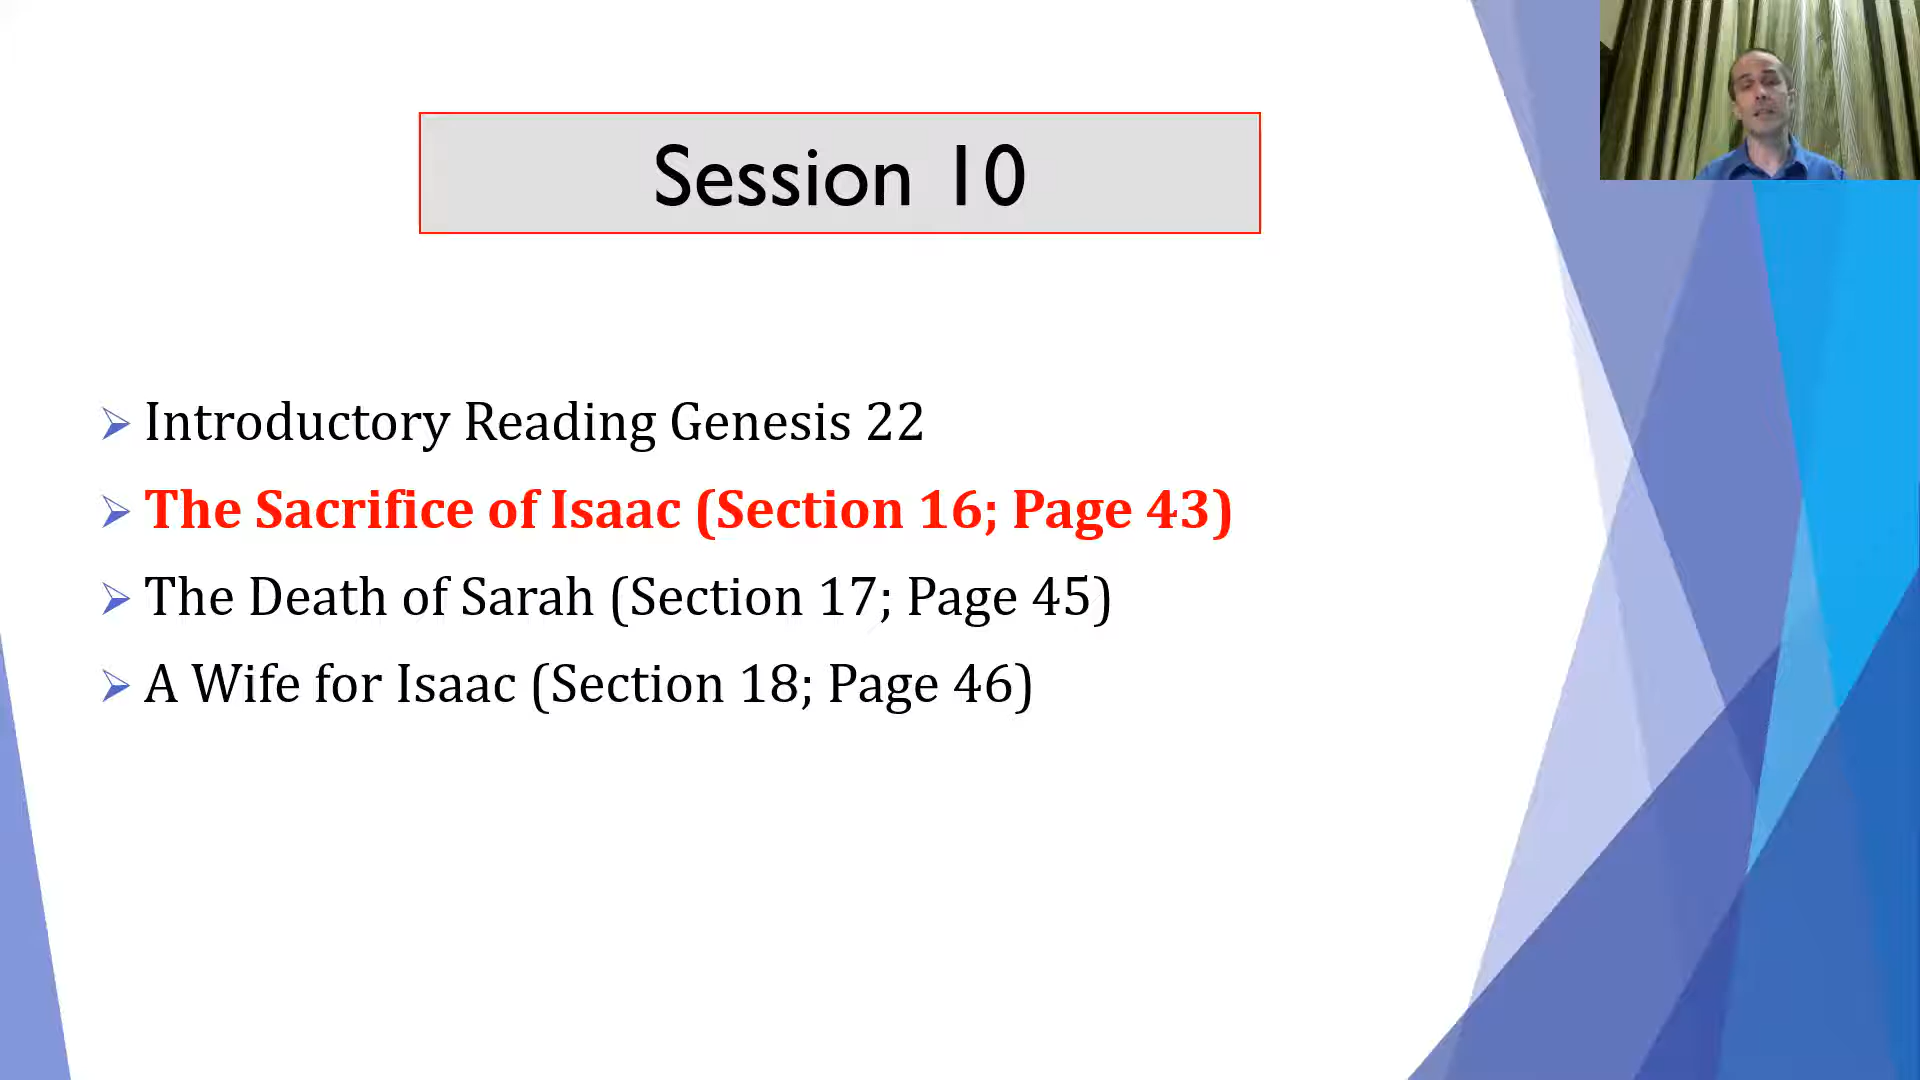 Session 10
Introductory Reading Genesis 22
The Sacrifice of Isaac (Section 16; Page 43)
The Death of Sarah (Section 17; Page 45)
A Wife for Isaac (Section 18; Page 46)